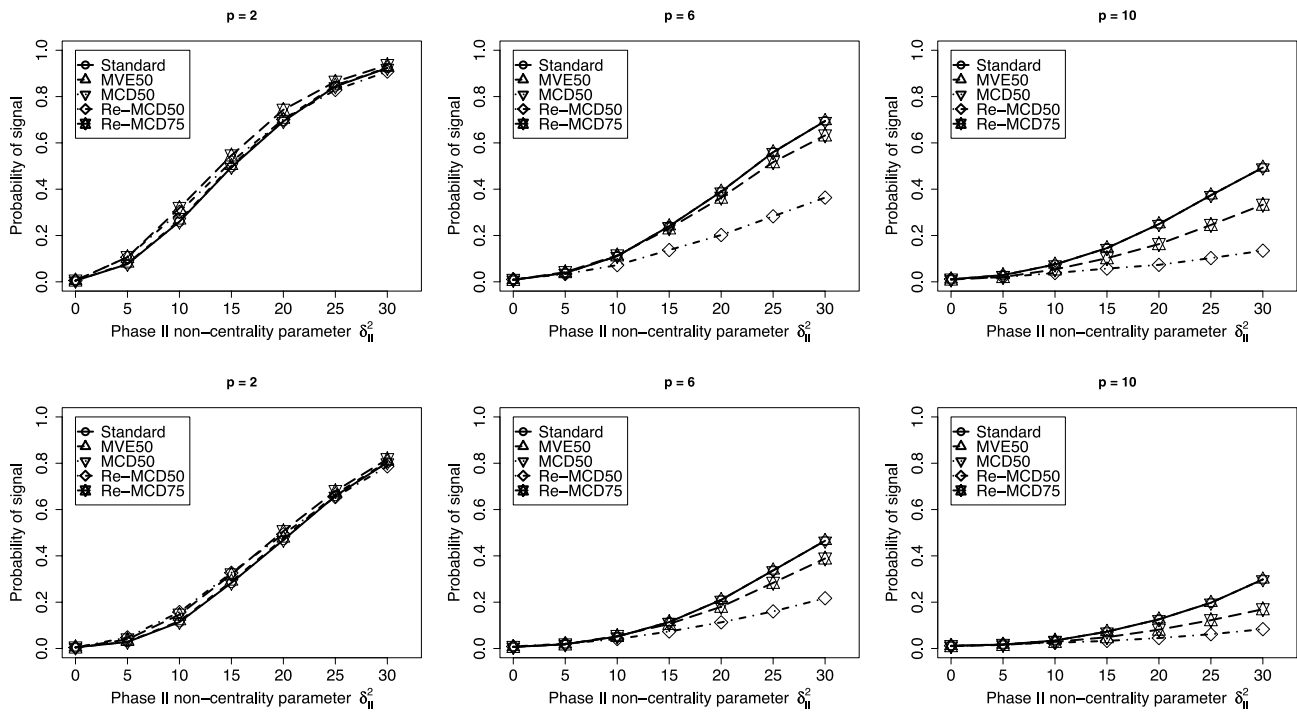 p = 2
1.0
0.8
0.6
0.4
0.2
0.0
Probability of signal
Standard
MVE50
MCD50
Re−MCD50
Re−MCD75
0 5 10 15 20 25 30
Phase II non−centrality parameter δ²_II
p = 6
1.0
0.8
0.6
0.4
0.2
0.0
Probability of signal
Standard
MVE50
MCD50
Re−MCD50
Re−MCD75
0 5 10 15 20 25 30
Phase II non−centrality parameter δ²_II
p = 10
1.0
0.8
0.6
0.4
0.2
0.0
Probability of signal
Standard
MVE50
MCD50
Re−MCD50
Re−MCD75
0 5 10 15 20 25 30
Phase II non−centrality parameter δ²_II
p = 2
1.0
0.8
0.6
0.4
0.2
0.0
Probability of signal
Standard
MVE50
MCD50
Re−MCD50
Re−MCD75
0 5 10 15 20 25 30
Phase II non−centrality parameter δ²_II
p = 6
1.0
0.8
0.6
0.4
0.2
0.0
Probability of signal
Standard
MVE50
MCD50
Re−MCD50
Re−MCD75
0 5 10 15 20 25 30
Phase II non−centrality parameter δ²_II
p = 10
1.0
0.8
0.6
0.4
0.2
0.0
Probability of signal
Standard
MVE50
MCD50
Re−MCD50
Re−MCD75
0 5 10 15 20 25 30
Phase II non−centrality parameter δ²_II